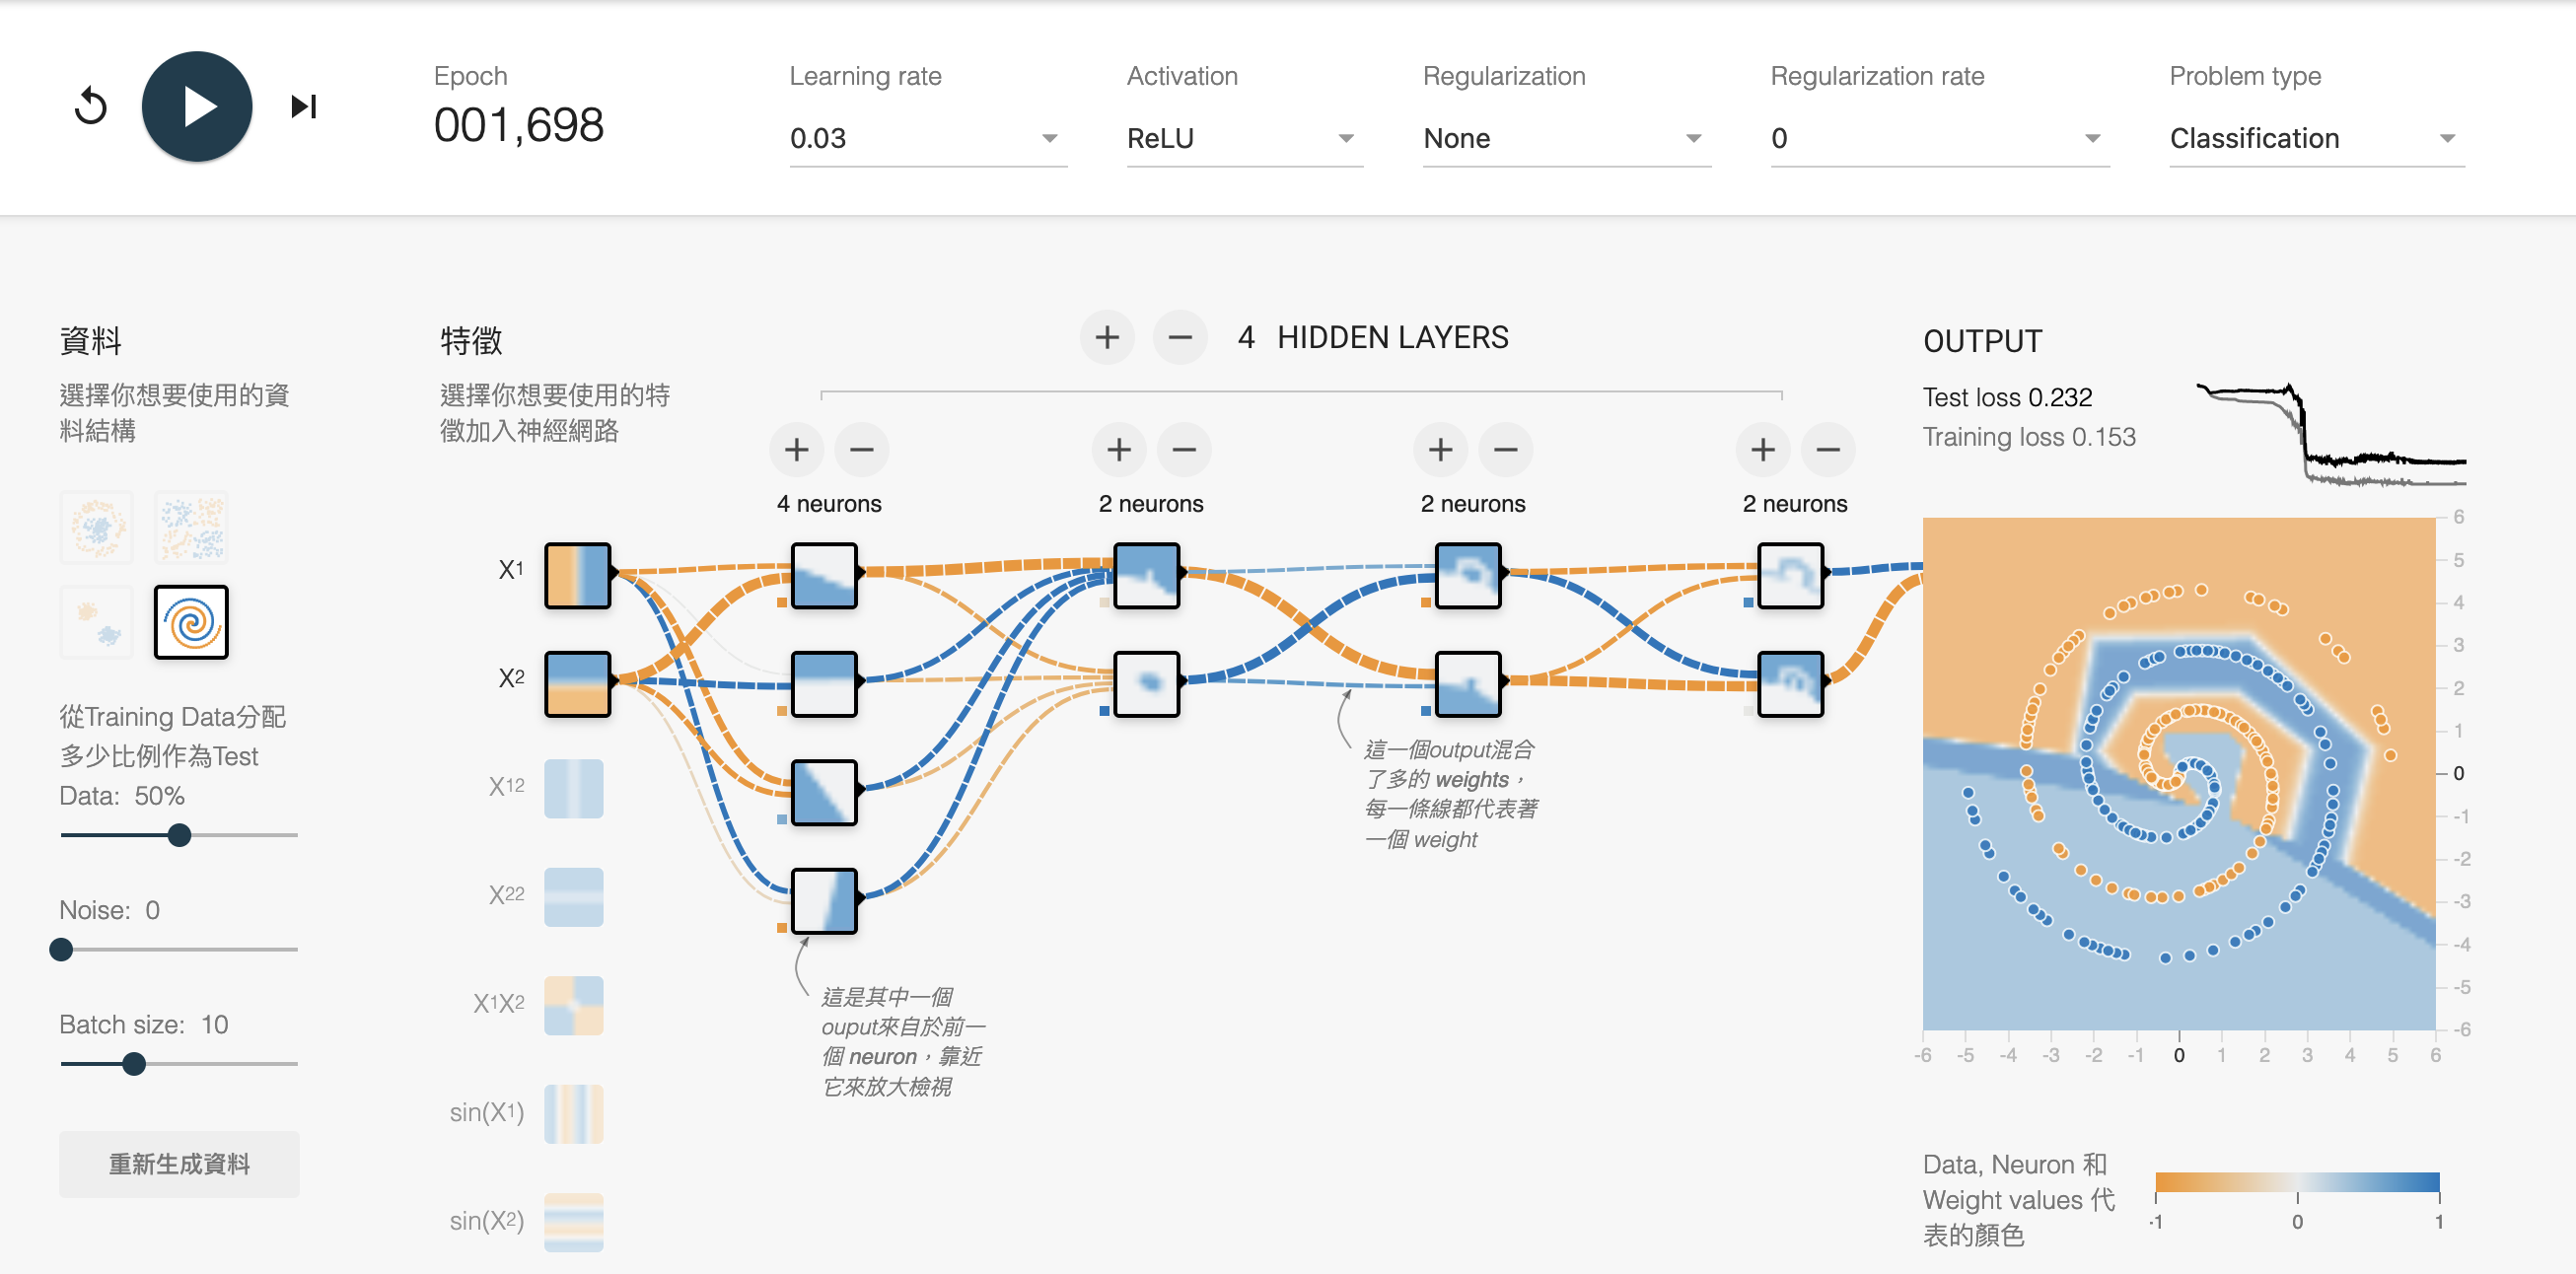 Epoch
001,698
Learning rate
0.03
Activation
ReLU
Regularization
None
Regularization rate
0
Problem type
Classification
資料
選擇你想要使用的資
料結構
從Training Data分配
多少比例作為Test
Data: 50%
Noise: 0
Batch size: 10
重新生成資料
特徵
選擇你想要使用的特
徵加入神經網路
X1
X2
X12
X22
X1X2
sin(X1)
sin(X2)
4 HIDDEN LAYERS
4 neurons
2 neurons
2 neurons
2 neurons
這是其中一個
ouput來自於前一
個 neuron，靠近
它來放大檢視
這一個output混合
了多的 weights，
每一條線都代表著
一個 weight
OUTPUT
Test loss 0.232
Training loss 0.153
6
5
4
3
2
1
0
-1
-2
-3
-4
-5
-6
-6 -5 -4 -3 -2 -1 0 1 2 3 4 5 6
Data, Neuron 和
Weight values 代
表的顏色
-1 0 1